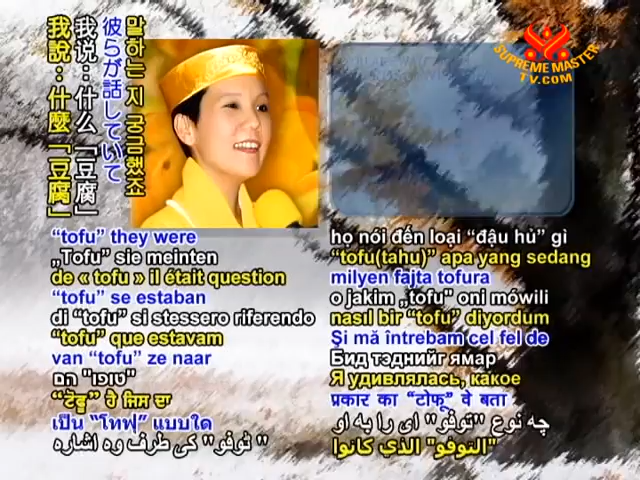 我說：什麼「豆腐」
我说：什么「豆腐」
彼らが話していて
말하는 지 궁금했죠
SUPREME MASTER
TV.COM
“tofu” they were
„Tofu” sie meinten
de « tofu » il était question
“tofu” se estaban
di “tofu” si stessero riferendo
“tofu” que estavam
van “tofu” ze naar
"טופו" הם
“ਟੋਫੂ” ਹੈ ਜਿਸ ਦਾ
เป็น “โทฟุ” แบบใด
" ٹوفو" کی طرف وہ اشارہ
họ nói đến loại “đậu hủ” gì
“tofu(tahu)” apa yang sedang
milyen fajta tofura
o jakim „tofu” oni mówili
nasıl bir “tofu” diyordum
Şi mă întrebam cel fel de
Бид тэднийг ямар
Я удивлялась, какое
प्रकार का “टोफू” वे बता
چه نوع "توفو" ای را به او
"التوفو" الذي كانوا